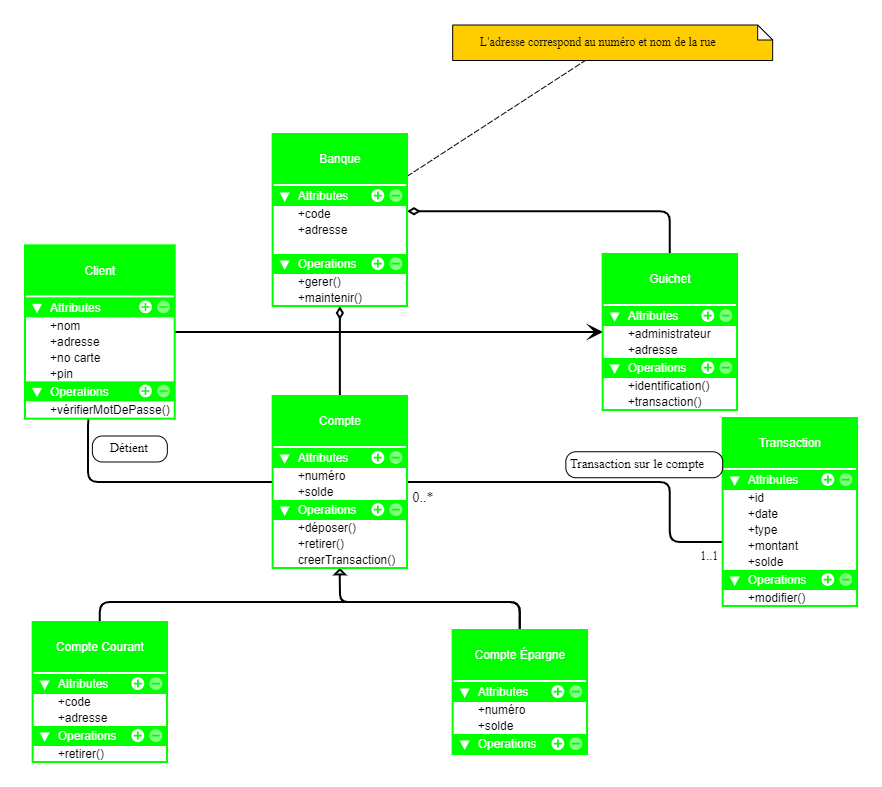 L'adresse correspond au numéro et nom de la rue
Banque
Attributes
+code
+adresse
Operations
+gerer()
+maintenir()
Client
Attributes
+nom
+adresse
+no carte
+pin
Operations
+vérifierMotDePasse()
Guichet
Attributes
+administrateur
+adresse
Operations
+identification()
+transaction()
Détient
Compte
Attributes
+numéro
+solde
Operations
+déposer()
+retirer()
creerTransaction()
0..*
Transaction sur le compte
1..1
Transaction
Attributes
+id
+date
+type
+montant
+solde
Operations
+modifier()
Compte Courant
Attributes
+code
+adresse
Operations
+retirer()
Compte Épargne
Attributes
+numéro
+solde
Operations